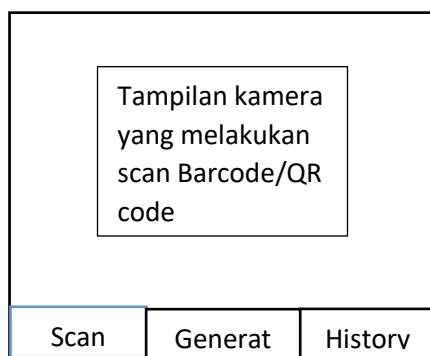 Tampilan kamera
yang melakukan
scan Barcode/QR
code
Scan Generat History